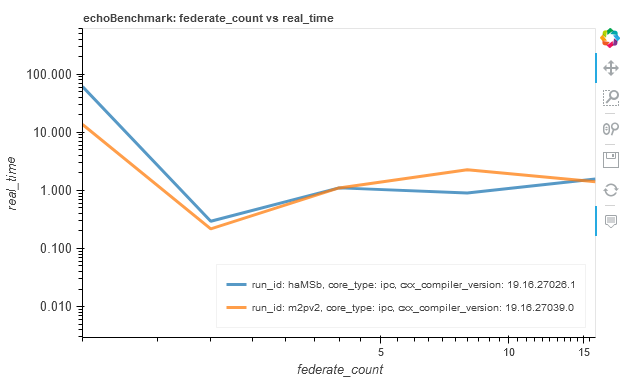 echoBenchmark: federate_count vs real_time
100.000
10.000
1.000
0.100
0.010
real_time
run_id: haMSb, core_type: ipc, cxx_compiler_version: 19.16.27026.1
run_id: m2pv2, core_type: ipc, cxx_compiler_version: 19.16.27039.0
5
10
15
federate_count